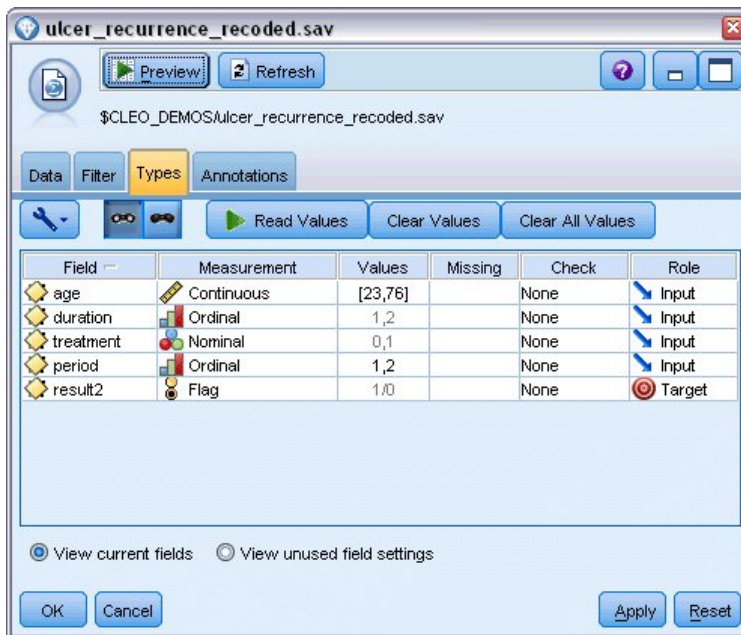 ulcer_recurrence_recoded.sav
Preview Refresh
$CLEO_DEMOS/ulcer_recurrence_recoded.sav
Data Filter Types Annotations
Read Values Clear Values Clear All Values
Field Measurement Values Missing Check Role
age Continuous [23,76] None Input
duration Ordinal 1,2 None Input
treatment Nominal 0,1 None Input
period Ordinal 1,2 None Input
result2 Flag 1/0 None Target
View current fields View unused field settings
OK Cancel Apply Reset